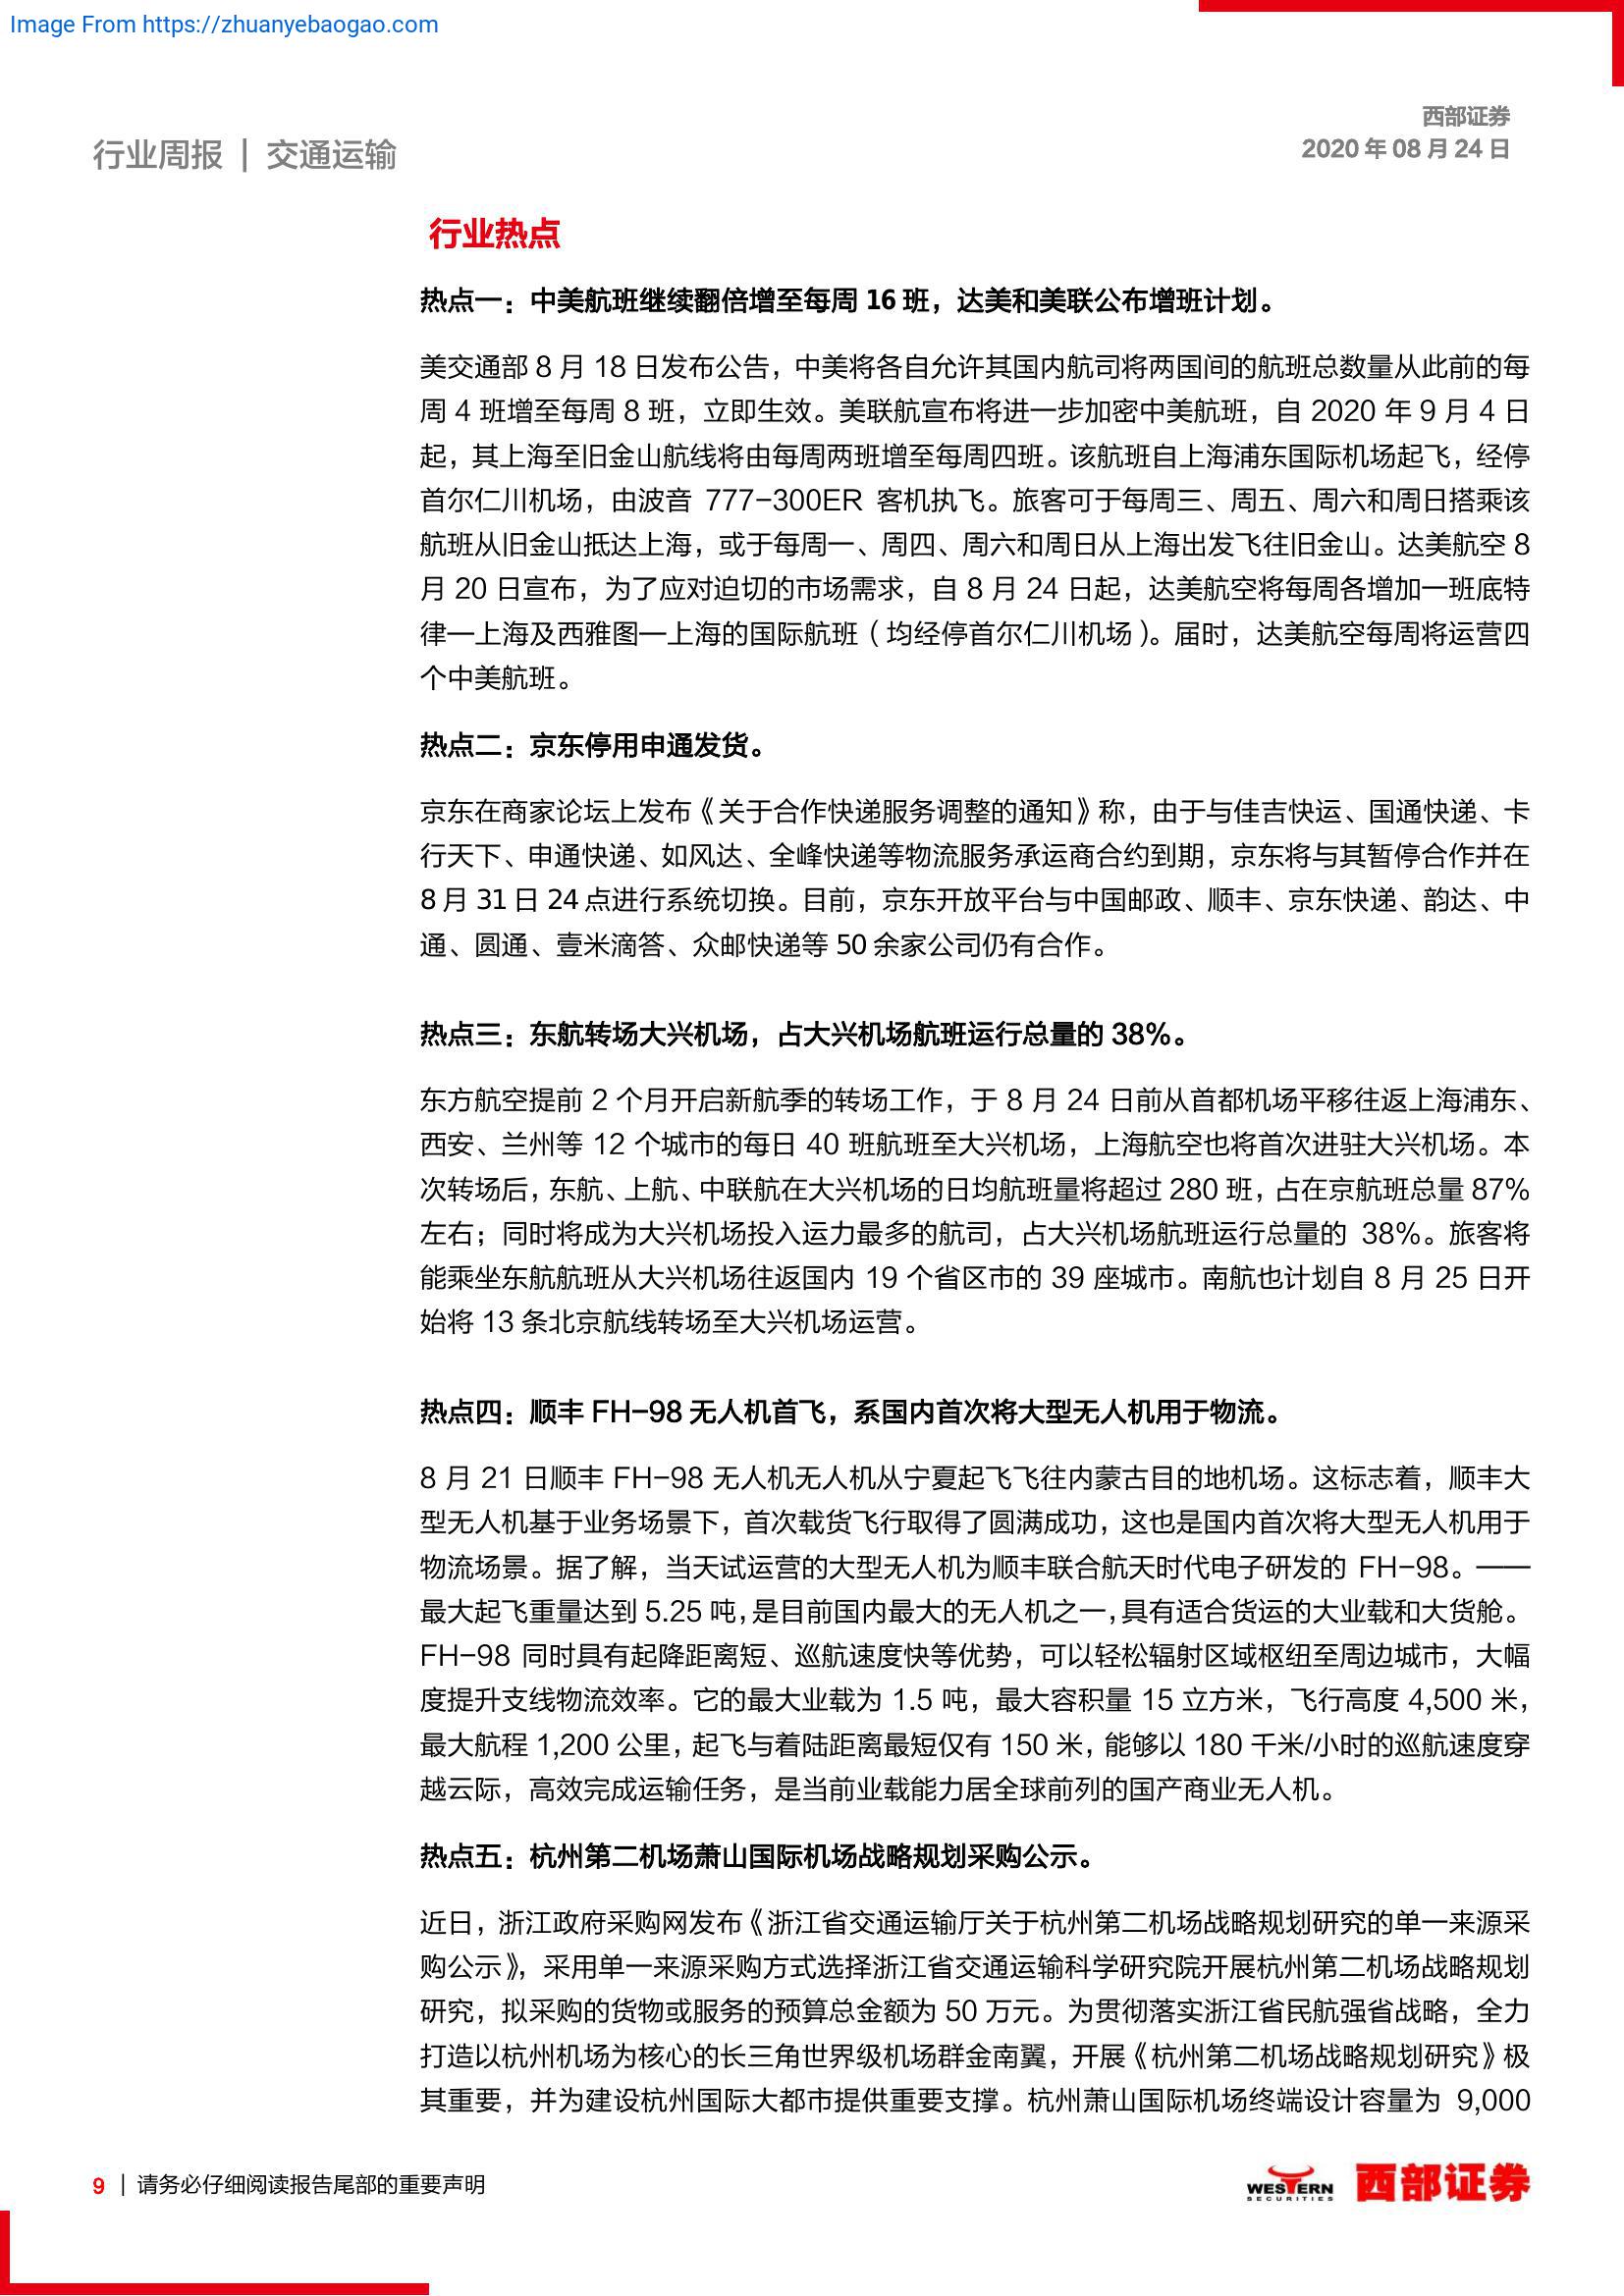 Image From https://zhuanyebaogao.com
西部证券
行业周报 | 交通运输
2020 年 08 月 24 日
行业热点
热点一：中美航班继续翻倍增至每周 16 班，达美和美联公布增班计划。
美交通部 8 月 18 日发布公告，中美将各自允许其国内航司将两国间的航班总数量从此前的每
周 4 班增至每周 8 班，立即生效。美联航宣布将进一步加密中美航班，自 2020 年 9 月 4 日
起，其上海至旧金山航线将由每周两班增至每周四班。该航班自上海浦东国际机场起飞，经停
首尔仁川机场，由波音 777-300ER 客机执飞。旅客可于每周三、周五、周六和周日搭乘该
航班从旧金山抵达上海，或于每周一、周四、周六和周日从上海出发飞往旧金山。达美航空 8
月 20 日宣布，为了应对迫切的市场需求，自 8 月 24 日起，达美航空将每周各增加一班底特
律—上海及西雅图—上海的国际航班（均经停首尔仁川机场）。届时，达美航空每周将运营四
个中美航班。
热点二：京东停用申通发货。
京东在商家论坛上发布《关于合作快递服务调整的通知》称，由于与佳吉快运、国通快递、卡
行天下、申通快递、如风达、全峰快递等物流服务承运商合约到期，京东将与其暂停合作并在
8 月 31 日 24 点进行系统切换。目前，京东开放平台与中国邮政、顺丰、京东快递、韵达、中
通、圆通、壹米滴答、众邮快递等 50 余家公司仍有合作。
热点三：东航转场大兴机场，占大兴机场航班运行总量的 38%。
东方航空提前 2 个月开启新航季的转场工作，于 8 月 24 日前从首都机场平移往返上海浦东、
西安、兰州等 12 个城市的每日 40 班航班至大兴机场，上海航空也将首次进驻大兴机场。本
次转场后，东航、上航、中联航在大兴机场的日均航班量将超过 280 班，占在京航班总量 87%
左右；同时将成为大兴机场投入运力最多的航司，占大兴机场航班运行总量的 38%。旅客将
能乘坐东航航班从大兴机场往返国内 19 个省区市的 39 座城市。南航也计划自 8 月 25 日开
始将 13 条北京航线转场至大兴机场运营。
热点四：顺丰 FH-98 无人机首飞，系国内首次将大型无人机用于物流。
8 月 21 日顺丰 FH-98 无人机无人机从宁夏起飞飞往内蒙古目的地机场。这标志着，顺丰大
型无人机基于业务场景下，首次载货飞行取得了圆满成功，这也是国内首次将大型无人机用于
物流场景。据了解，当天试运营的大型无人机为顺丰联合航天时代电子研发的 FH-98。——
最大起飞重量达到 5.25 吨，是目前国内最大的无人机之一，具有适合货运的大业载和大货舱。
FH-98 同时具有起降距离短、巡航速度快等优势，可以轻松辐射区域枢纽至周边城市，大幅
度提升支线物流效率。它的最大业载为 1.5 吨，最大容积量 15 立方米，飞行高度 4,500 米，
最大航程 1,200 公里，起飞与着陆距离最短仅有 150 米，能够以 180 千米/小时的巡航速度穿
越云际，高效完成运输任务，是当前业载能力居全球前列的国产商业无人机。
热点五：杭州第二机场萧山国际机场战略规划采购公示。
近日，浙江政府采购网发布《浙江省交通运输厅关于杭州第二机场战略规划研究的单一来源采
购公示》，采用单一来源采购方式选择浙江省交通运输科学研究院开展杭州第二机场战略规划
研究，拟采购的货物或服务的预算总金额为 50 万元。为贯彻落实浙江省民航强省战略，全力
打造以杭州机场为核心的长三角世界级机场群金南翼，开展《杭州第二机场战略规划研究》极
其重要，并为建设杭州国际大都市提供重要支撑。杭州萧山国际机场终端设计容量为 9,000
9 | 请务必仔细阅读报告尾部的重要声明
WESTERN
SECURITIES
西部证券